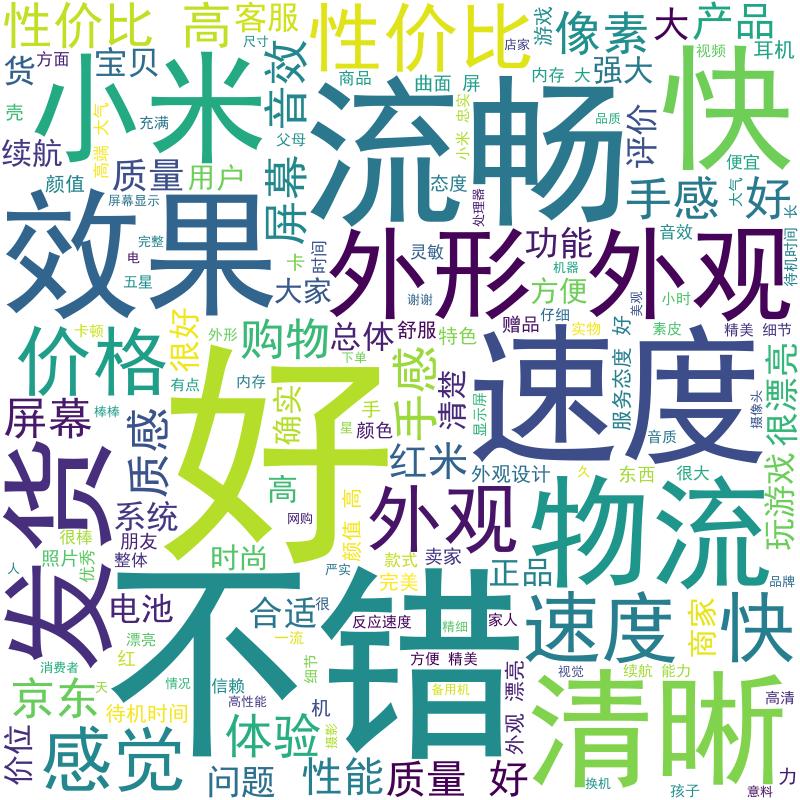 性价比
高
客服
性价比
店家
游戏
像素
大
产品
货
方面
宝贝
尺寸
音效
商品
曲面 屏
内存 大
强大
视频
耳机
小米
流畅
快
壳
充满
高端 大气
父母
小米 忠实
品质
评价
便宜
续航
颜值
质量
用户
屏幕
态度
处理器
手感
大气
好
长
屏幕显示
效果
外形
外观
功能
灵敏
音效
待机时间
电
完整
五星
卡
时间
大家
谢谢
方便
机器
小时
美观
价格
卡顿
很好
外形
购物
总体
舒服
赠品
特色
仔细
实物
服务态度 好
素皮
精美 细节
下单
速度
很漂亮
屏幕
棒棒
有点
内存
好
确实
手
手感
清楚
显示屏
摄像头
质感
星
颜色
音质
发货
高
红米
外观设计
久
东西
很大
玩游戏
系统
网购
颜值 高
外观
物流
很棒
朋友
照片
优秀
整体
时尚
严实
款式
卖家
完美
正品
人
品牌
不错
电池
合适
很
反应速度
精细
家人
速度
商家
快
漂亮
一流
红
细节
方便 精美
漂亮
消费者
情况
信赖
视觉
续航 能力
京东
天
高性能
备用机
高清
待机时间
机
体验
摄影
外观
清晰
价位
感觉
问题
性能
质量 好
换机
孩子
意料
力